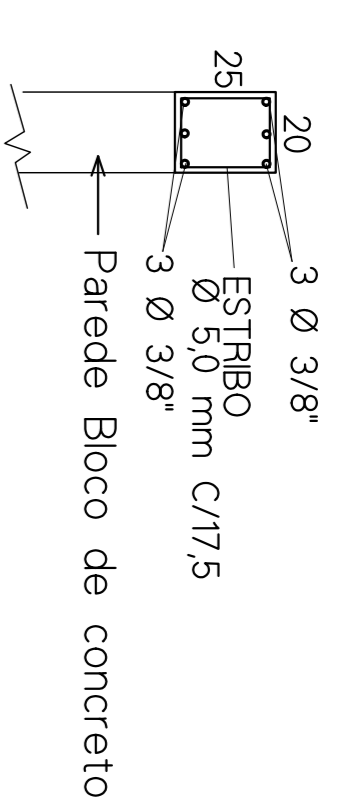 20
25
3 Ø 3/8"
ESTRIBO
Ø 5,0 mm C/17,5
3 Ø 3/8"
Parede Bloco de concreto